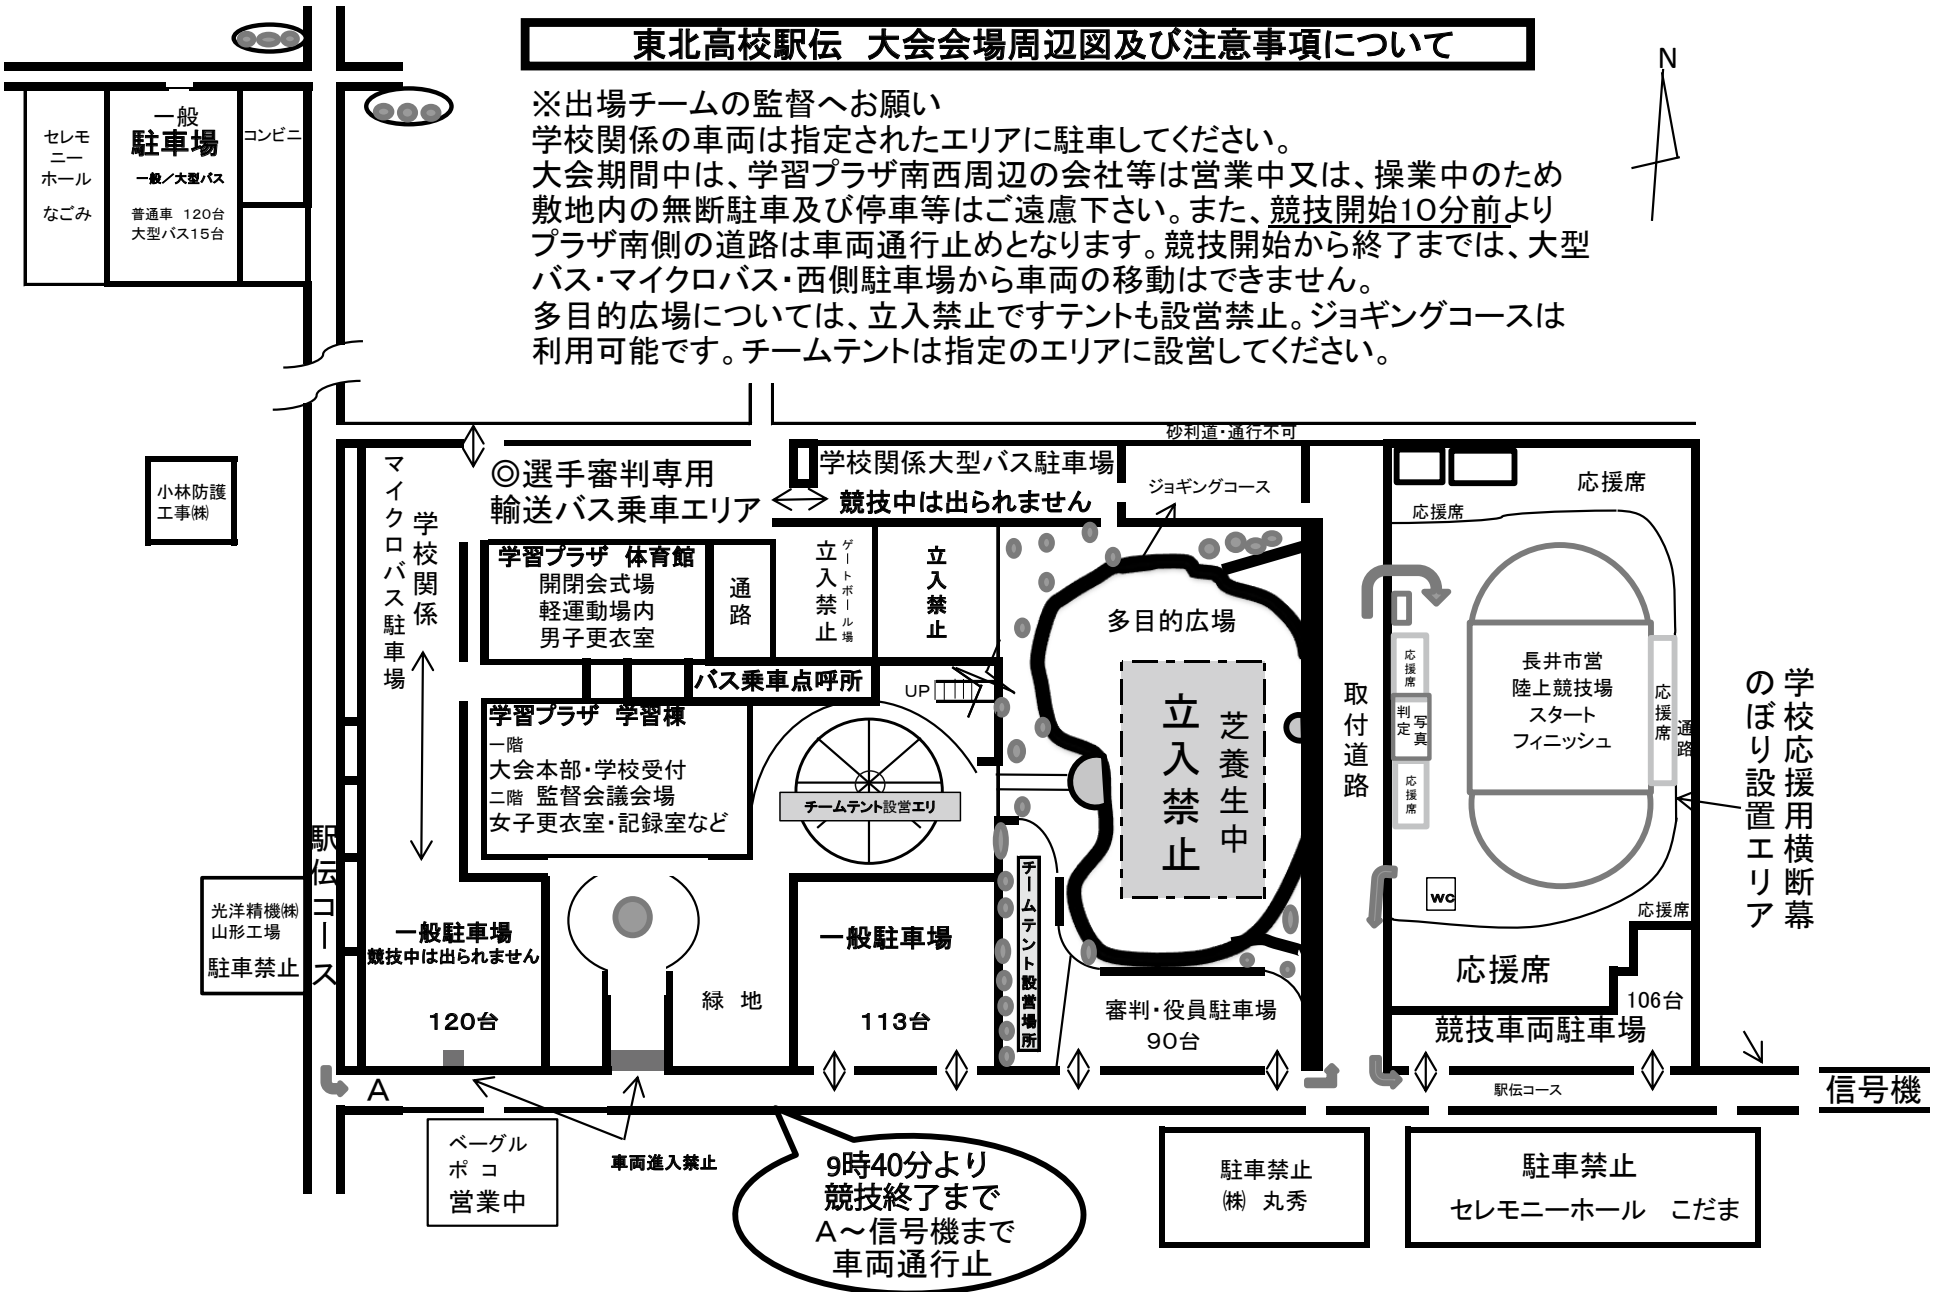 東北高校駅伝　大会会場周辺図及び注意事項について
N
※出場チームの監督へお願い
学校関係の車両は指定されたエリアに駐車してください。
大会期間中は、学習プラザ南西周辺の会社等は営業中又は、操業中のため
敷地内の無断駐車及び停車等はご遠慮下さい。また、競技開始10分前より
プラザ南側の道路は車両通行止めとなります。競技開始から終了までは、大型
バス・マイクロバス・西側駐車場から車両の移動はできません。
多目的広場については、立入禁止ですテントも設営禁止。ジョギングコースは
利用可能です。チームテントは指定のエリアに設営してください。
セレモ
ニー
ホール
なごみ
一般
駐車場
一般／大型バス
普通車 120台
大型バス15台
コンビニ
砂利道・通行不可
小林防護
工事㈱
マイクロバス駐車場
学校関係
◎選手審判専用
輸送バス乗車エリア
学校関係大型バス駐車場
競技中は出られません
ジョギングコース
応援席
応援席
学習プラザ　体育館
開閉会式場
軽運動場内
男子更衣室
通路
立入禁止
ゲートボール場
立入禁止
多目的広場
立入禁止
芝養生中
バス乗車点呼所
UP
学習プラザ　学習棟
一階
大会本部・学校受付
二階 監督会議会場
女子更衣室・記録室など
チームテント設営エリ
取付道路
応援席
判定
写真
応援席
長井市営
陸上競技場
スタート
フィニッシュ
応援席
通路
学校応援用横断幕
のぼり設置エリア
駅伝コース
光洋精機㈱
山形工場
駐車禁止
一般駐車場
競技中は出られません
120台
緑 地
一般駐車場
113台
チームテント設営場所
審判・役員駐車場
90台
WC
応援席
応援席
106台
競技車両駐車場
A
駅伝コース
信号機
ベーグル
ポ コ
営業中
車両進入禁止
9時40分より
競技終了まで
A～信号機まで
車両通行止
駐車禁止
㈱ 丸秀
駐車禁止
セレモニーホール　こだま